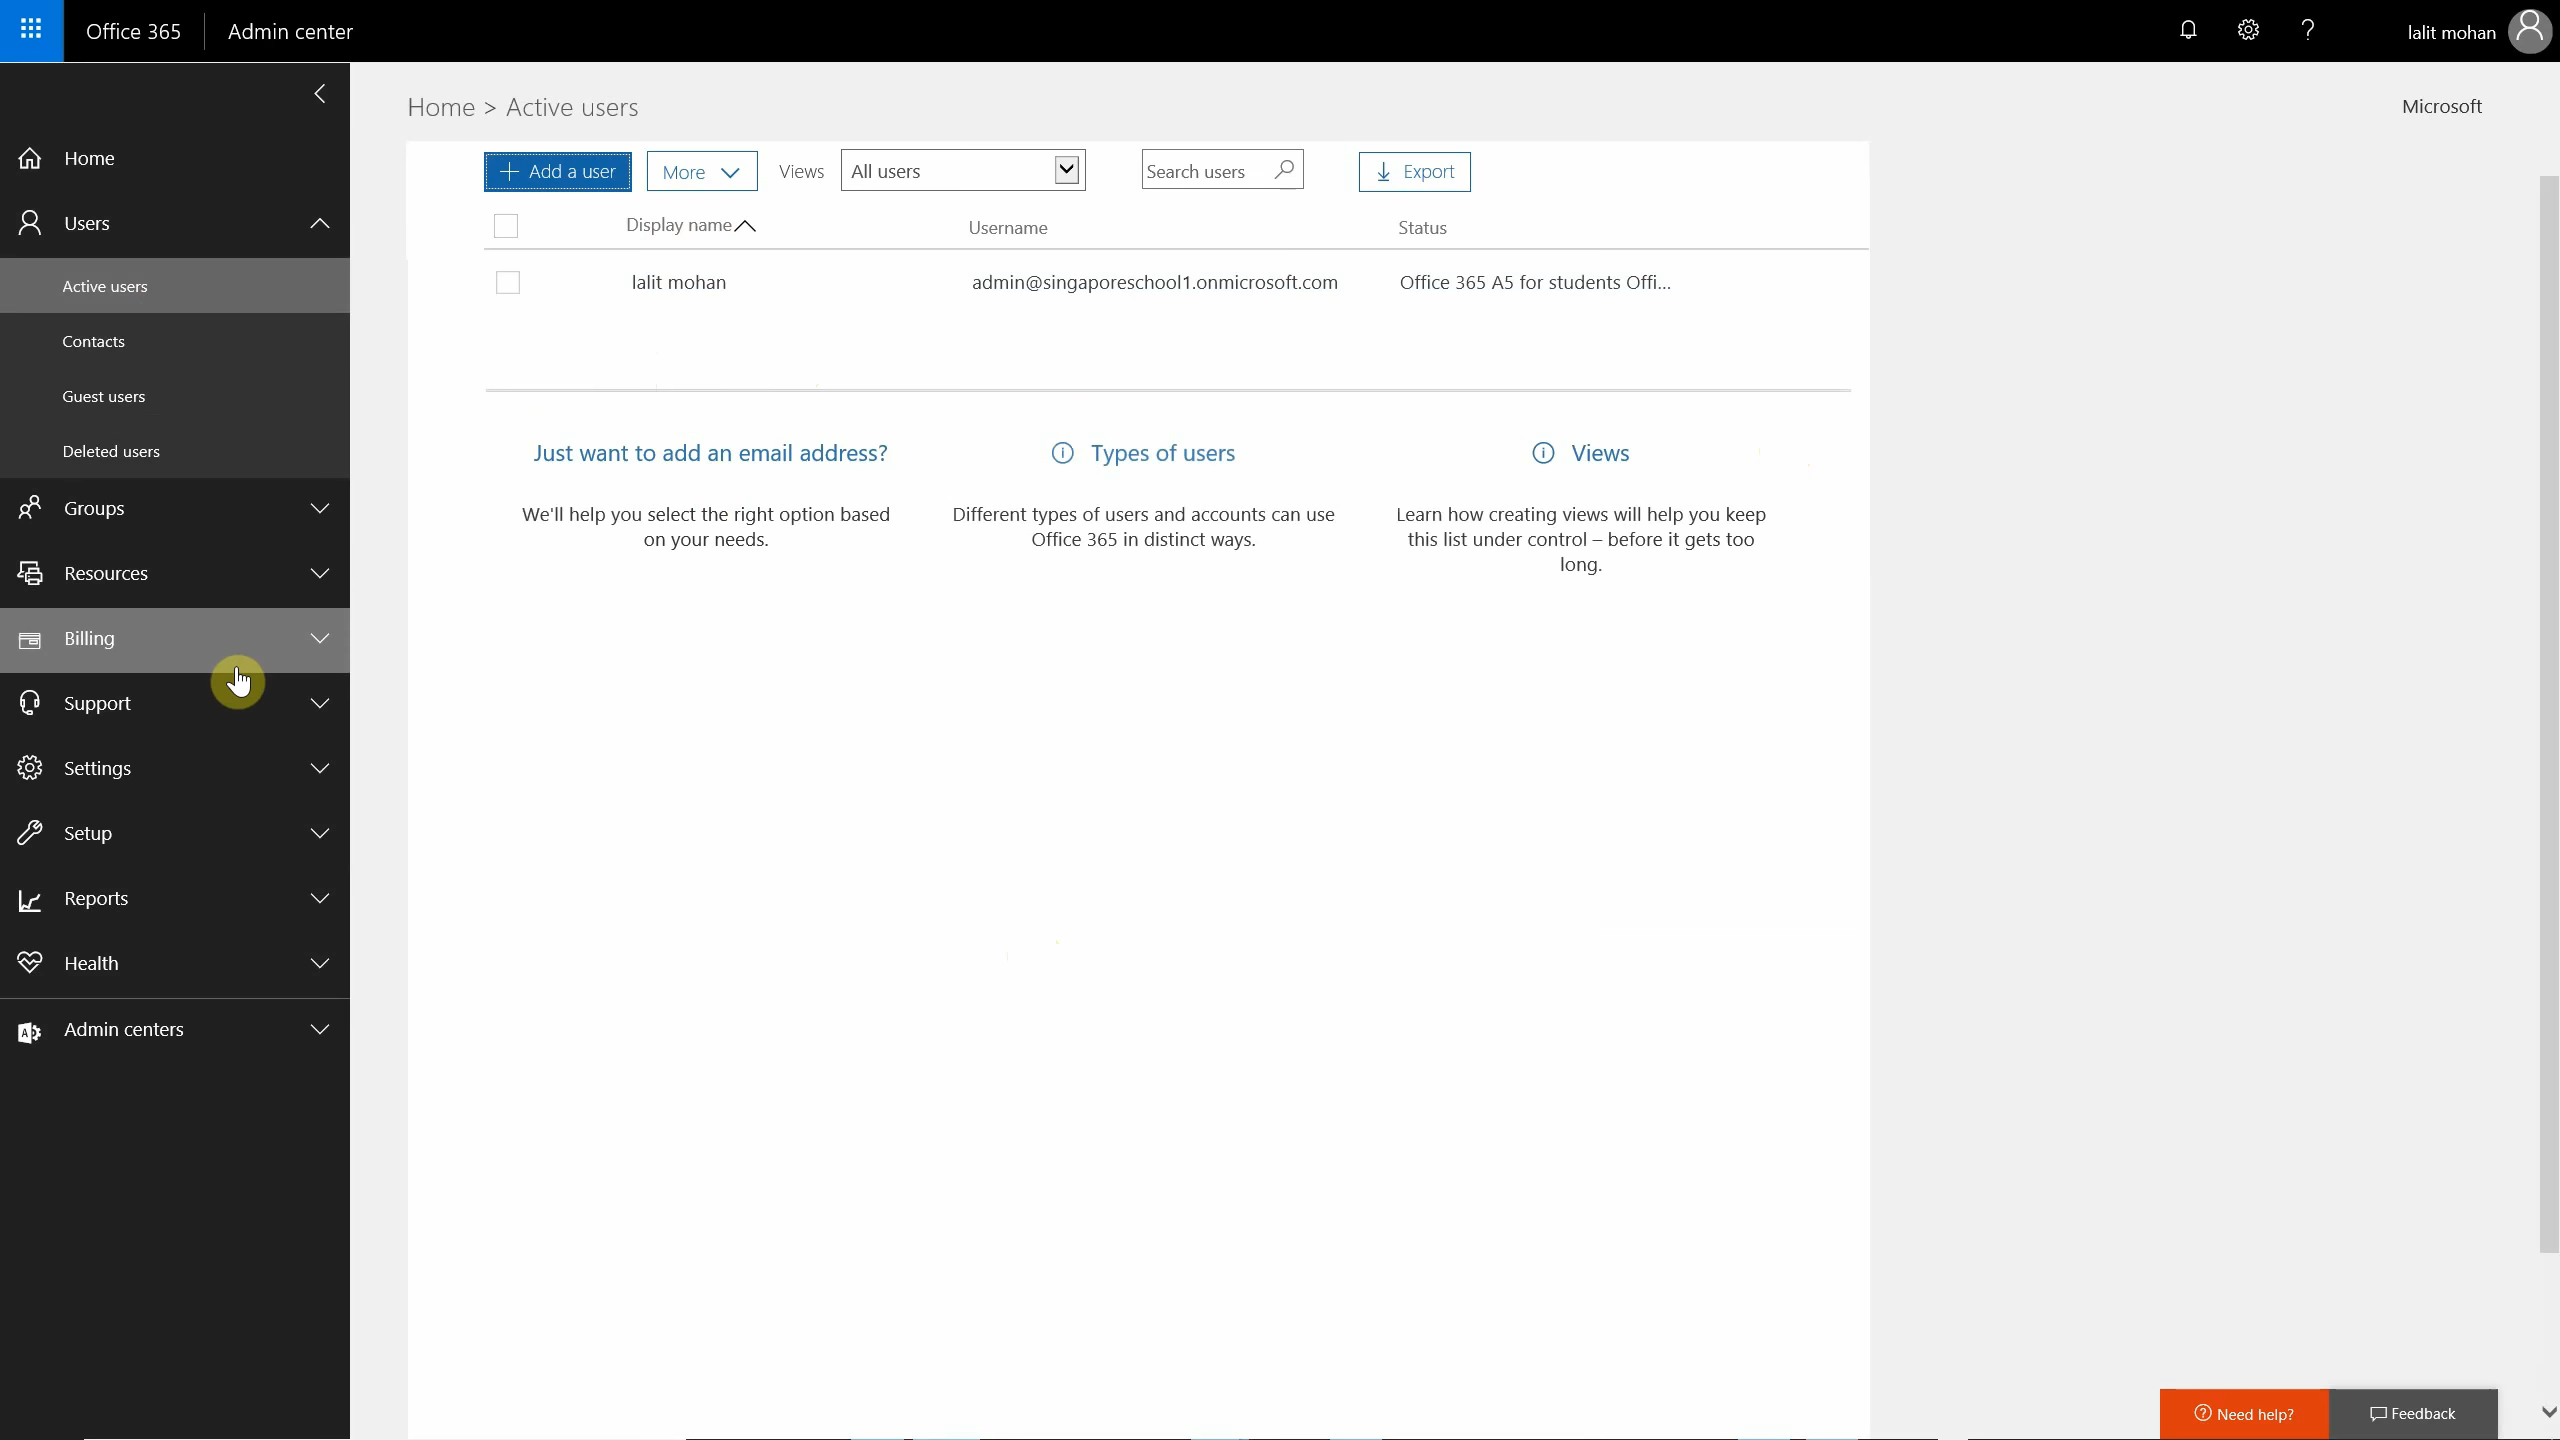 Office 365 Admin center lalit mohan
Home > Active users Microsoft
Home
Users
Active users
Contacts
Guest users
Deleted users
Groups
Resources
Billing
Support
Settings
Setup
Reports
Health
Admin centers
Add a user More Views All users Search users Export
Display name Username Status
lalit mohan admin@singaporeschool1.onmicrosoft.com Office 365 A5 for students Offi...
Just want to add an email address?
We'll help you select the right option based
on your needs.
Types of users
Different types of users and accounts can use
Office 365 in distinct ways.
Views
Learn how creating views will help you keep
this list under control – before it gets too
long.
Need help? Feedback